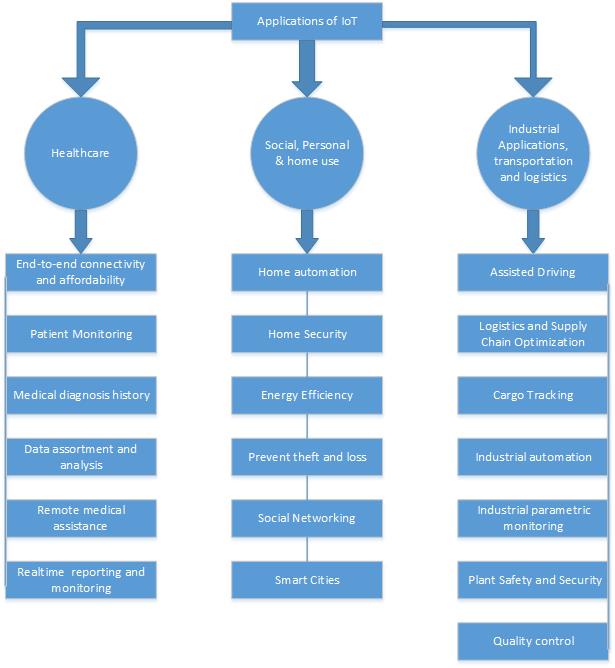 Applications of IoT
Healthcare
Social, Personal
& home use
Industrial
Applications,
transportation
and logistics
End-to-end connectivity
and affordability
Patient Monitoring
Medical diagnosis history
Data assortment and
analysis
Remote medical
assistance
Realtime  reporting and
monitoring
Home automation
Home Security
Energy Efficiency
Prevent theft and loss
Social Networking
Smart Cities
Assisted Driving
Logistics and Supply
Chain Optimization
Cargo Tracking
Industrial automation
Industrial parametric
monitoring
Plant Safety and Security
Quality control